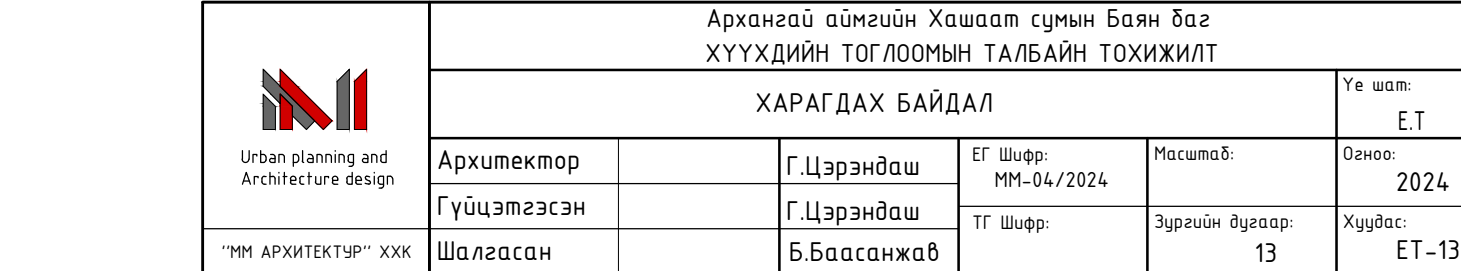 Архангай аймгийн Хашаат сумын Баян баг
ХҮҮХДИЙН ТОГЛООМЫН ТАЛБАЙН ТОХИЖИЛТ
ХАРАГДАХ БАЙДАЛ
Үе шат:
Е.Т
Urban planning and
Architecture design
"ММ АРХИТЕКТУР" ХХК
Архитектор
Г.Цэрэндаш
Гүйцэтгэсэн
Г.Цэрэндаш
Шалгасан
Б.Баасанжав
ЕГ Шифр:
ММ-04/2024
ТГ Шифр:
Масштаб:
Зургийн дугаар:
13
Огноо:
2024
Хуудас:
ЕТ-13